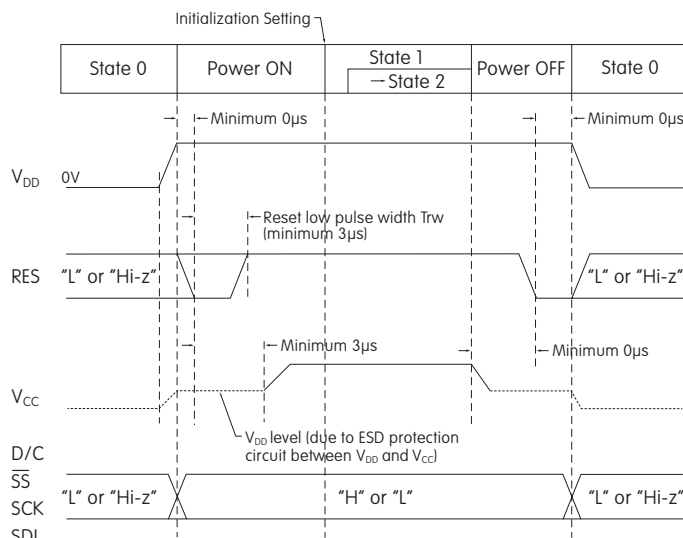 Initialization Setting
State 0 Power ON State 1 Power OFF State 0
→ State 2
Minimum 0µs Minimum 0µs
VDD 0V
Reset low pulse width Trw
(minimum 3µs)
RES "L" or "Hi-z" "L" or "Hi-z"
Minimum 3µs Minimum 0µs
VCC
VDD level (due to ESD protection
circuit between VDD and VCC)
D/C
SS
SCK "L" or "Hi-z" "H" or "L" "L" or "Hi-z"
SDI